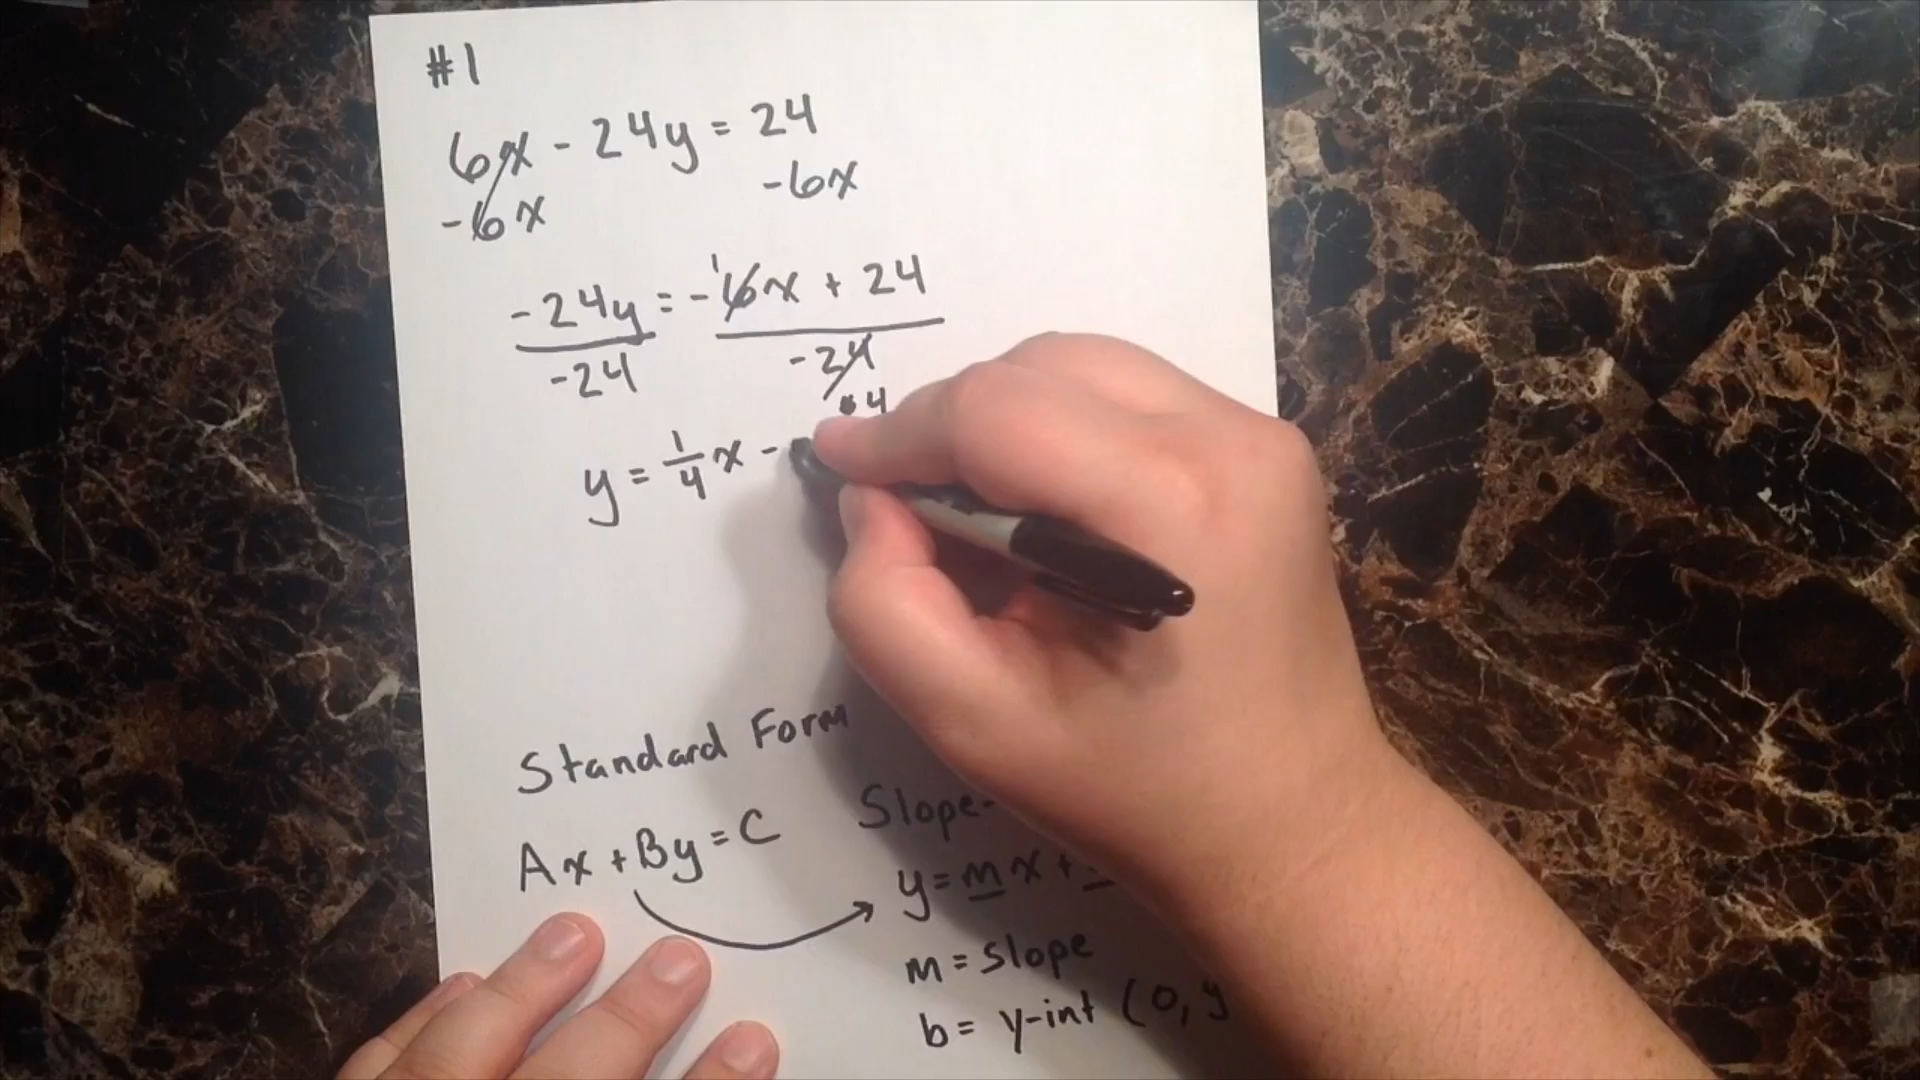 #1
6x - 24y = 24
-6x -6x
-24y = -6x + 24
1
-24 -24
4
y = 1/4 x -
Standard Form
Slope-
Ax + By = C
y = mx +
m = slope
b = y-int (0, y